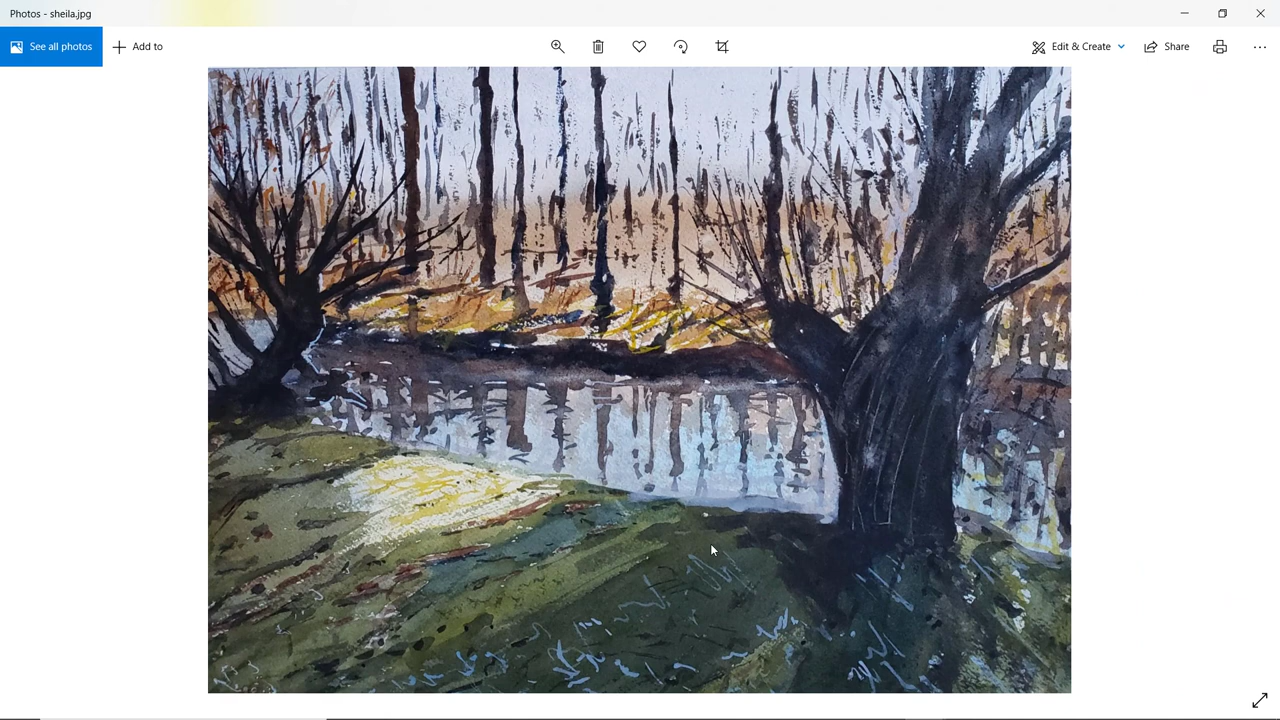 Photos - sheila.jpg
See all photos
Add to
Edit & Create
Share